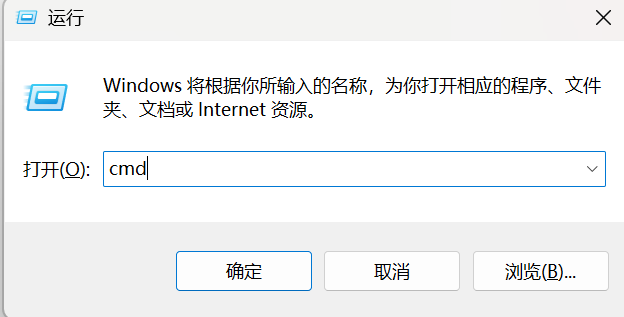 运行
Windows 将根据你所输入的名称，为你打开相应的程序、文件
夹、文档或 Internet 资源。
打开(O): cmd
确定 取消 浏览(B)...